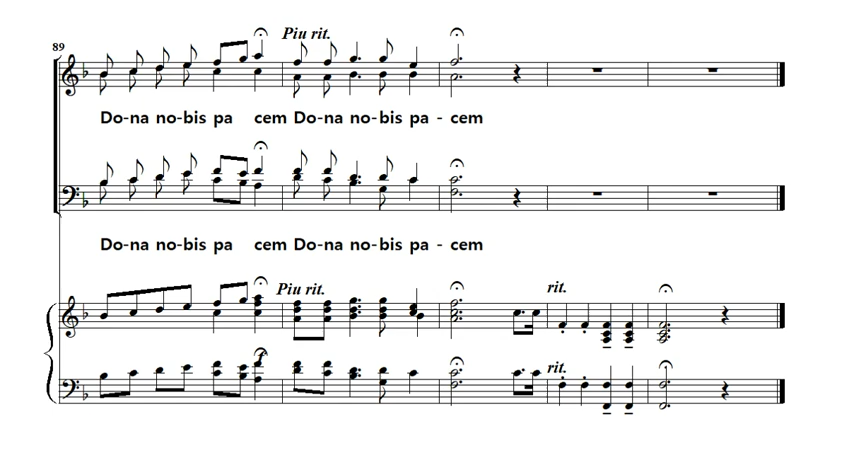 89
Piu rit.
Do-na no-bis pa cem Do-na no-bis pa - cem
Do-na no-bis pa cem Do-na no-bis pa - cem
Piu rit.
rit.
f
rit.